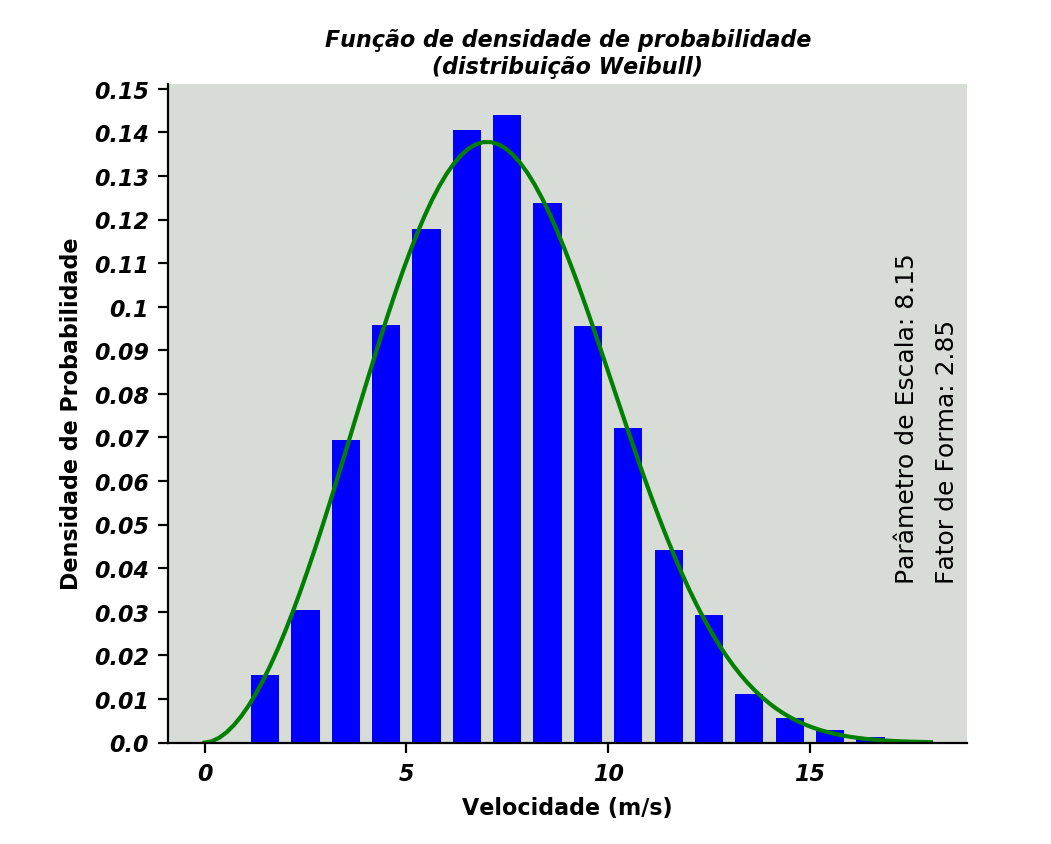 Função de densidade de probabilidade
(distribuição Weibull)
Densidade de Probabilidade
0.15
0.14
0.13
0.12
0.11
0.1
0.09
0.08
0.07
0.06
0.05
0.04
0.03
0.02
0.01
0.0
Parâmetro de Escala: 8.15
Fator de Forma: 2.85
0 5 10 15
Velocidade (m/s)